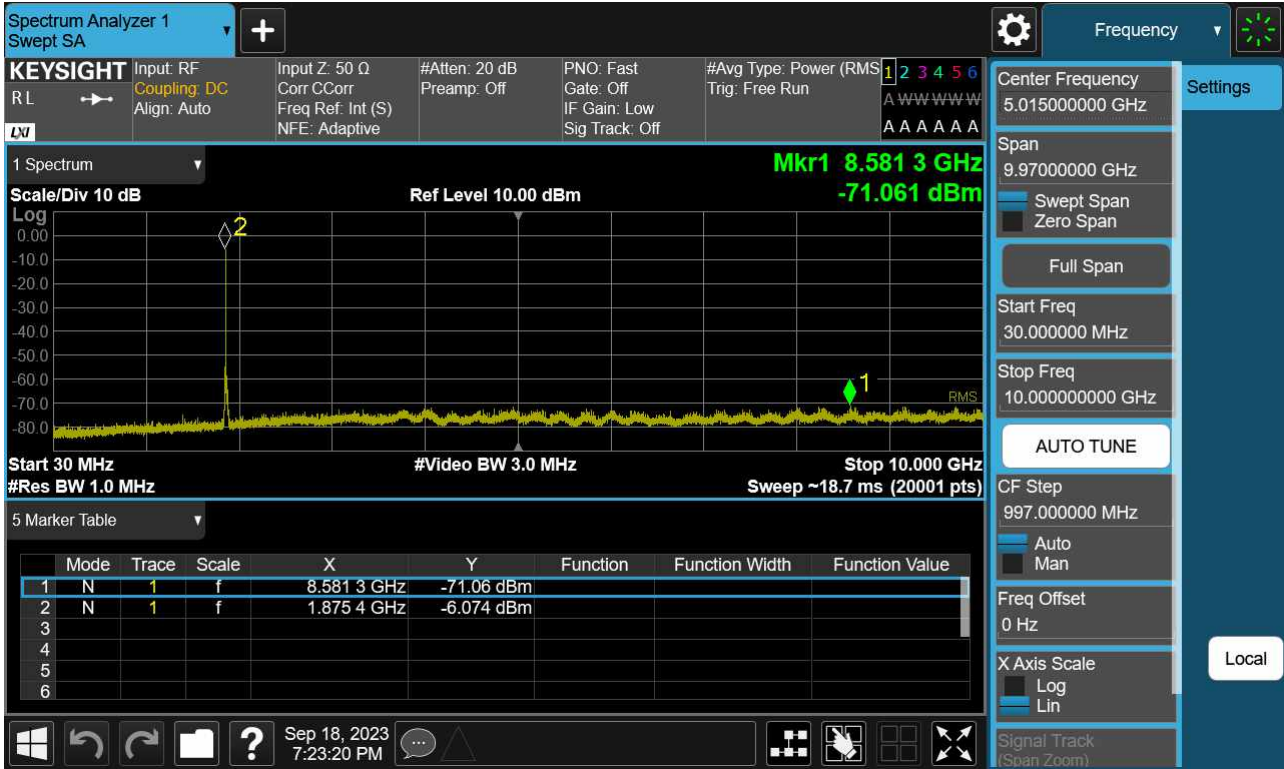 Spectrum Analyzer 1
Swept SA
Frequency
KEYSIGHT
R L
LXI
Input: RF
Coupling: DC
Align: Auto
Input Z: 50 Ω
Corr CCorr
Freq Ref: Int (S)
NFE: Adaptive
#Atten: 20 dB
Preamp: Off
PNO: Fast
Gate: Off
IF Gain: Low
Sig Track: Off
#Avg Type: Power (RMS
Trig: Free Run
1 2 3 4 5 6
A W W W W W
A A A A A A
1 Spectrum
Scale/Div 10 dB
Ref Level 10.00 dBm
Mkr1 8.581 3 GHz
-71.061 dBm
Log
0.00
-10.0
-20.0
-30.0
-40.0
-50.0
-60.0
-70.0
-80.0
2
1
RMS
Start 30 MHz
#Video BW 3.0 MHz
Stop 10.000 GHz
#Res BW 1.0 MHz
Sweep ~18.7 ms (20001 pts)
5 Marker Table
Mode Trace Scale X Y Function Function Width Function Value
1 N 1 f 8.581 3 GHz -71.06 dBm
2 N 1 f 1.875 4 GHz -6.074 dBm
3
4
5
6
Sep 18, 2023
7:23:20 PM
Center Frequency
5.015000000 GHz
Span
9.97000000 GHz
Swept Span
Zero Span
Full Span
Start Freq
30.000000 MHz
Stop Freq
10.000000000 GHz
AUTO TUNE
CF Step
997.000000 MHz
Auto
Man
Freq Offset
0 Hz
X Axis Scale
Log
Lin
Signal Track
(Span Zoom)
Settings
Local